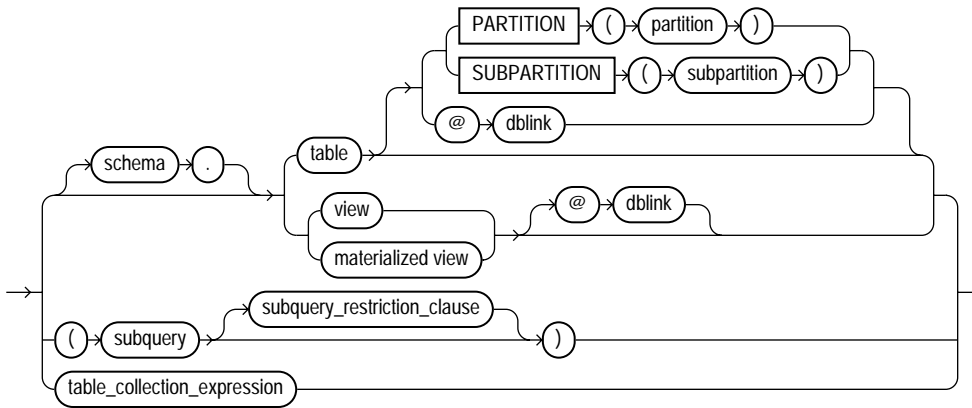 PARTITION ( partition )
SUBPARTITION ( subpartition )
@ dblink
schema . table
view @ dblink
materialized view
( subquery subquery_restriction_clause )
table_collection_expression